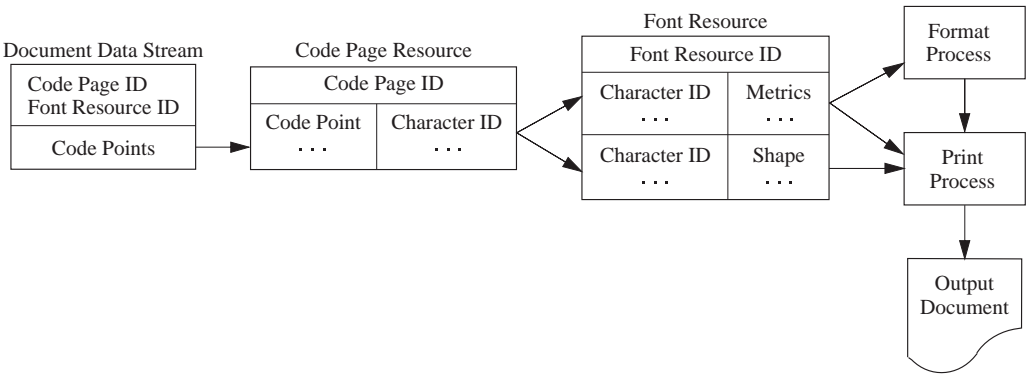 Document Data Stream
Code Page ID
Font Resource ID
Code Points
Code Page Resource
Code Page ID
Code Point
. . .
Character ID
. . .
Font Resource
Font Resource ID
Character ID
. . .
Metrics
. . .
Character ID
. . .
Shape
. . .
Format
Process
Print
Process
Output
Document